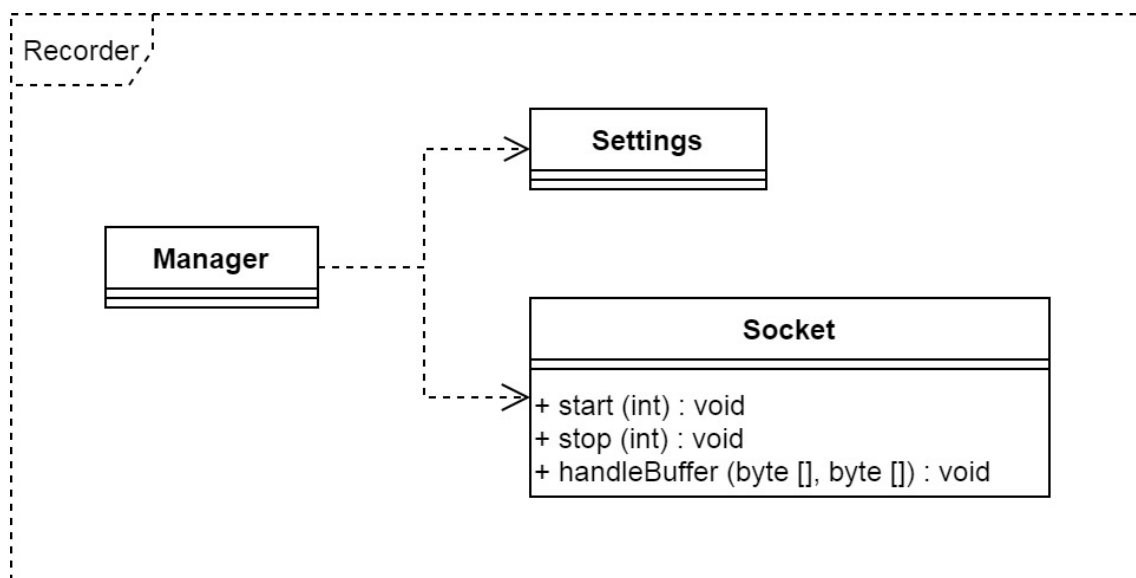 Recorder
Settings
Manager
Socket
+ start (int) : void
+ stop (int) : void
+ handleBuffer (byte [], byte []) : void